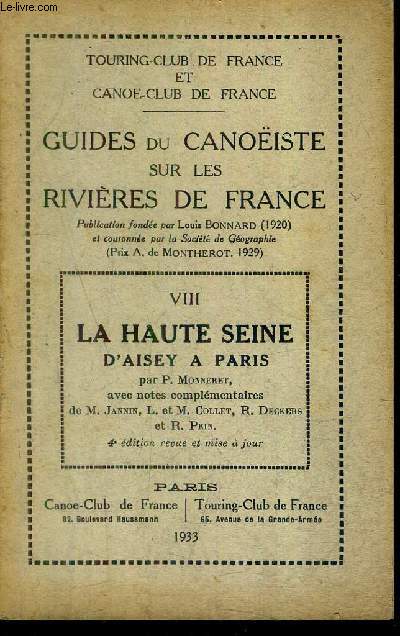 le-livre.com
TOURING-CLUB DE FRANCE
ET
CANOE-CLUB DE FRANCE
GUIDES DU CANOËISTE
SUR LES
RIVIÈRES DE FRANCE
Publication fondée par Louis BONNARD (1920)
et couronnée par la Société de Géographie
(Prix A. de MONTHEROT, 1929)
VIII
LA HAUTE SEINE
D'AISEY A PARIS
par P. MONNERET,
avec notes complémentaires
de M. JANNIN, L. et M. COLLET, R. DECKERS
et R. PRIN.
4e édition revue et mise à jour
PARIS
Canoe-Club de France | Touring-Club de France
82, Boulevard Haussmann 65, Avenue de la Grande-Armée
1933